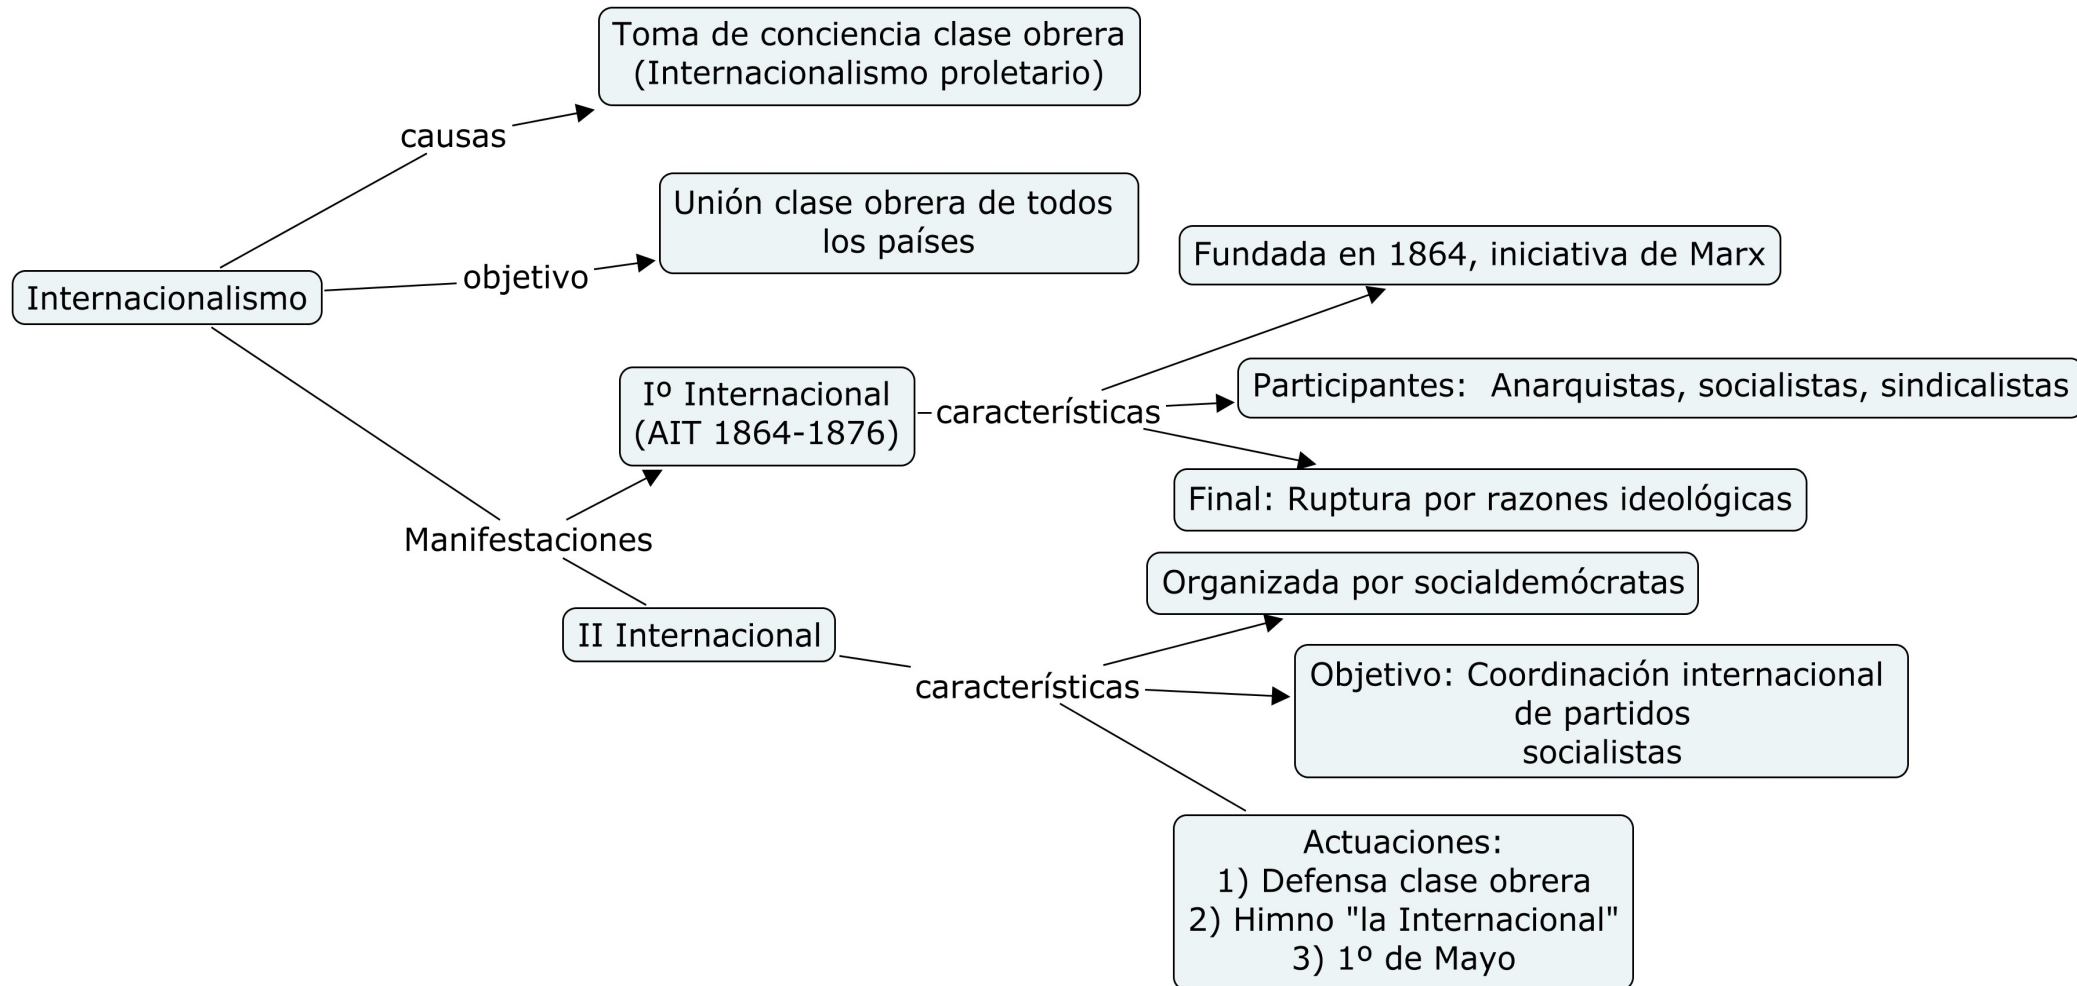 Toma de conciencia clase obrera
(Internacionalismo proletario)
causas
Unión clase obrera de todos
los países
objetivo
Internacionalismo
Fundada en 1864, iniciativa de Marx
Iº Internacional
(AIT 1864-1876)
características
Participantes:  Anarquistas, socialistas, sindicalistas
Final: Ruptura por razones ideológicas
Manifestaciones
II Internacional
características
Organizada por socialdemócratas
Objetivo: Coordinación internacional
de partidos
socialistas
Actuaciones:
1) Defensa clase obrera
2) Himno "la Internacional"
3) 1º de Mayo